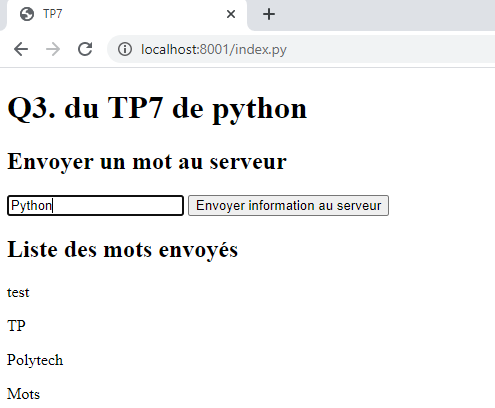 TP7
localhost:8001/index.py
Q3. du TP7 de python
Envoyer un mot au serveur
Python Envoyer information au serveur
Liste des mots envoyés
test
TP
Polytech
Mots